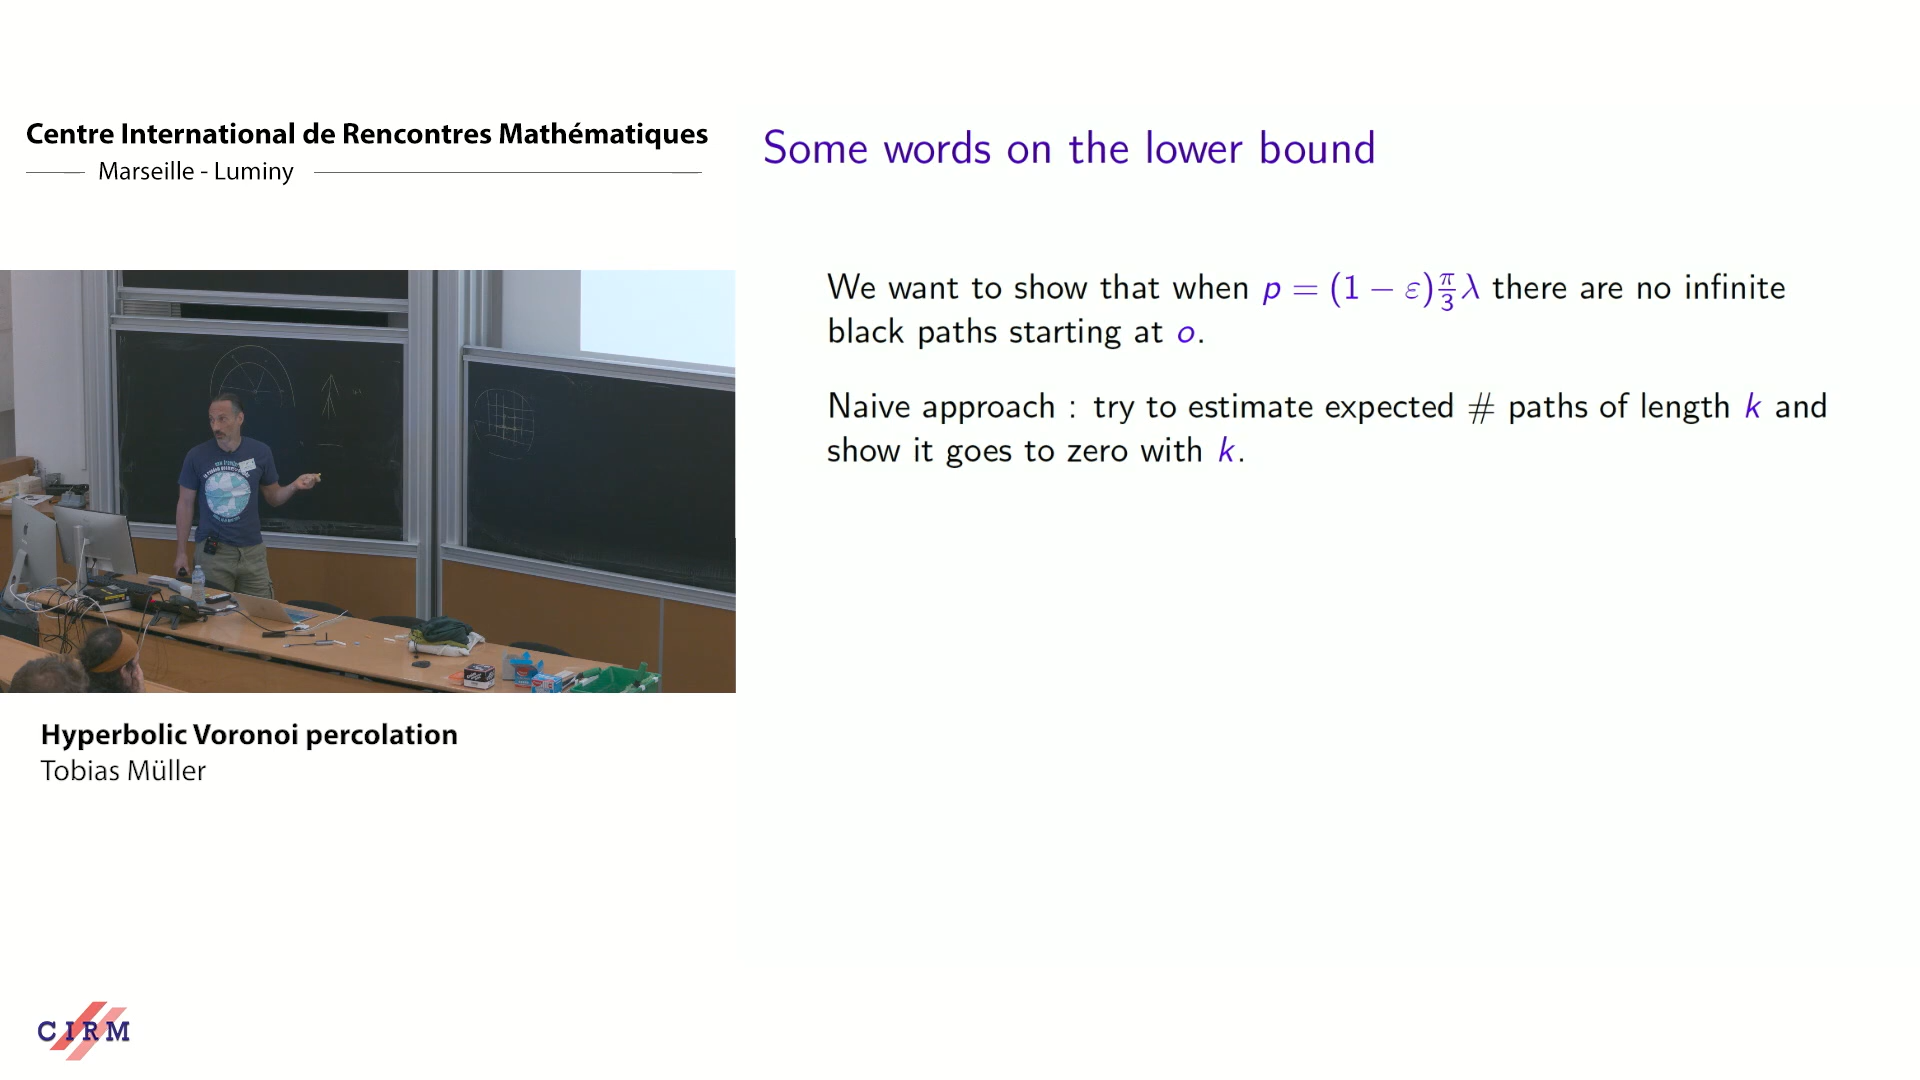 Centre International de Rencontres Mathématiques
Marseille - Luminy
Some words on the lower bound
We want to show that when p = (1 − ε)π/3 λ there are no infinite
black paths starting at o.
Naive approach : try to estimate expected # paths of length k and
show it goes to zero with k.
Hyperbolic Voronoi percolation
Tobias Müller
CIRM